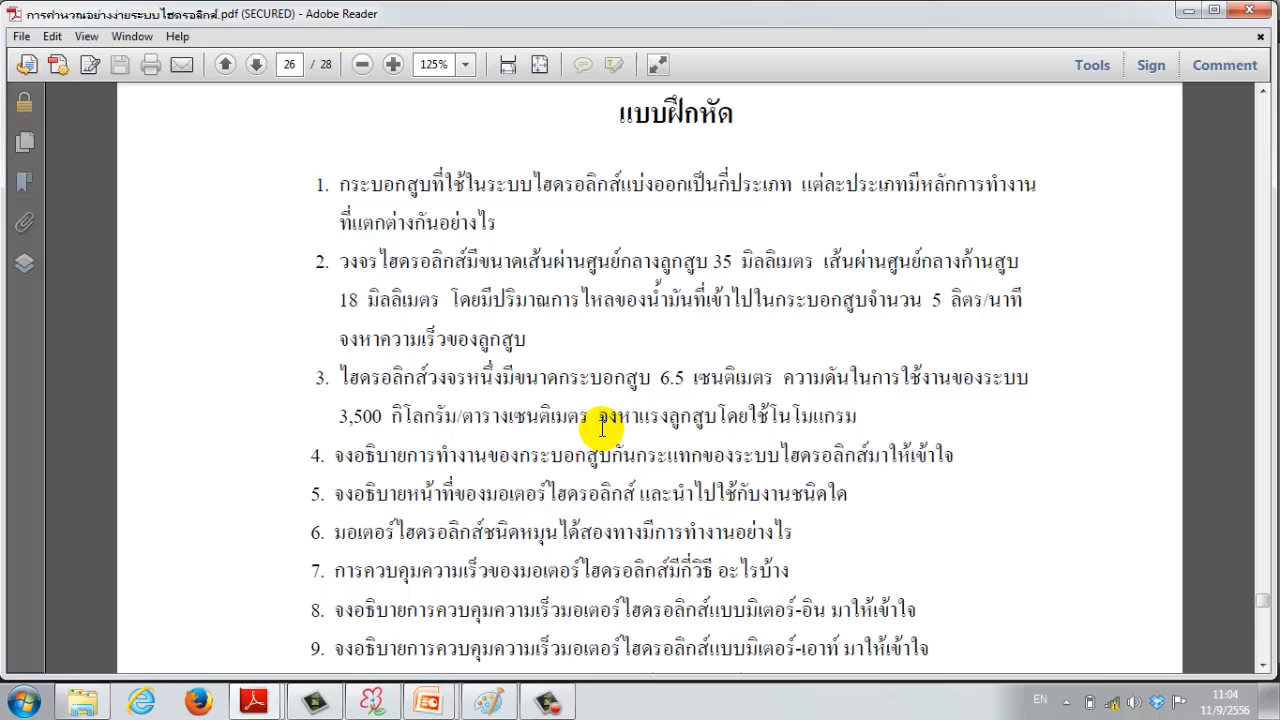 การคำนวณอย่างง่ายระบบไฮดรอลิกส์.pdf (SECURED) - Adobe Reader
File Edit View Window Help
26 / 28 125% Tools Sign Comment
แบบฝึกหัด
1. กระบอกสูบที่ใช้ในระบบไฮดรอลิกส์แบ่งออกเป็นกี่ประเภท แต่ละประเภทมีหลักการทำงาน
ที่แตกต่างกันอย่างไร
2. วงจรไฮดรอลิกส์มีขนาดเส้นผ่านศูนย์กลางลูกสูบ 35 มิลลิเมตร เส้นผ่านศูนย์กลางก้านสูบ
18 มิลลิเมตร โดยมีปริมาณการไหลของน้ำมันที่เข้าไปในกระบอกสูบจำนวน 5 ลิตร/นาที
จงหาความเร็วของลูกสูบ
3. ไฮดรอลิกส์วงจรหนึ่งมีขนาดกระบอกสูบ 6.5 เซนติเมตร ความดันในการใช้งานของระบบ
3,500 กิโลกรัม/ตารางเซนติเมตร จงหาแรงลูกสูบโดยใช้โนโมแกรม
4. จงอธิบายการทำงานของกระบอกสูบกันกระแทกของระบบไฮดรอลิกส์มาให้เข้าใจ
5. จงอธิบายหน้าที่ของมอเตอร์ไฮดรอลิกส์ และนำไปใช้กับงานชนิดใด
6. มอเตอร์ไฮดรอลิกส์ชนิดหมุนได้สองทางมีการทำงานอย่างไร
7. การควบคุมความเร็วของมอเตอร์ไฮดรอลิกส์มีกี่วิธี อะไรบ้าง
8. จงอธิบายการควบคุมความเร็วมอเตอร์ไฮดรอลิกส์แบบมิเตอร์-อิน มาให้เข้าใจ
9. จงอธิบายการควบคุมความเร็วมอเตอร์ไฮดรอลิกส์แบบมิเตอร์-เอาท์ มาให้เข้าใจ
EN 11:04
11/9/2556